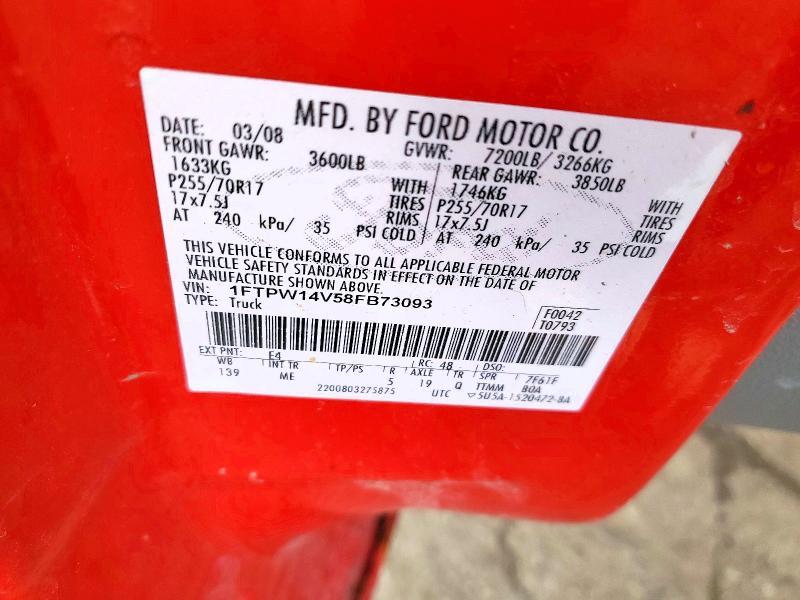 MFD. BY FORD MOTOR CO.
DATE: 03/08 GVWR: 7200LB/ 3266KG
FRONT GAWR: 3600LB REAR GAWR: 3850LB
1633KG WITH 1746KG WITH
P255/70R17 TIRES P255/70R17 TIRES
17x7.5J RIMS 17x7.5J RIMS
AT 240 kPa/ 35 PSI COLD AT 240 kPa/ 35 PSI COLD
THIS VEHICLE CONFORMS TO ALL APPLICABLE FEDERAL MOTOR
VEHICLE SAFETY STANDARDS IN EFFECT ON THE DATE OF
MANUFACTURE SHOWN ABOVE.
VIN: 1FTPW14V58FB73093
TYPE: Truck
F0042
T0793
EXT PNT: E4 RC: 48 DSO:
WB INT TR TP/PS R AXLE TR SPR 7F61F
139 ME 5 19 Q TTMM BOA
2200803275875 UTC ▽5U5A-1520472-BA